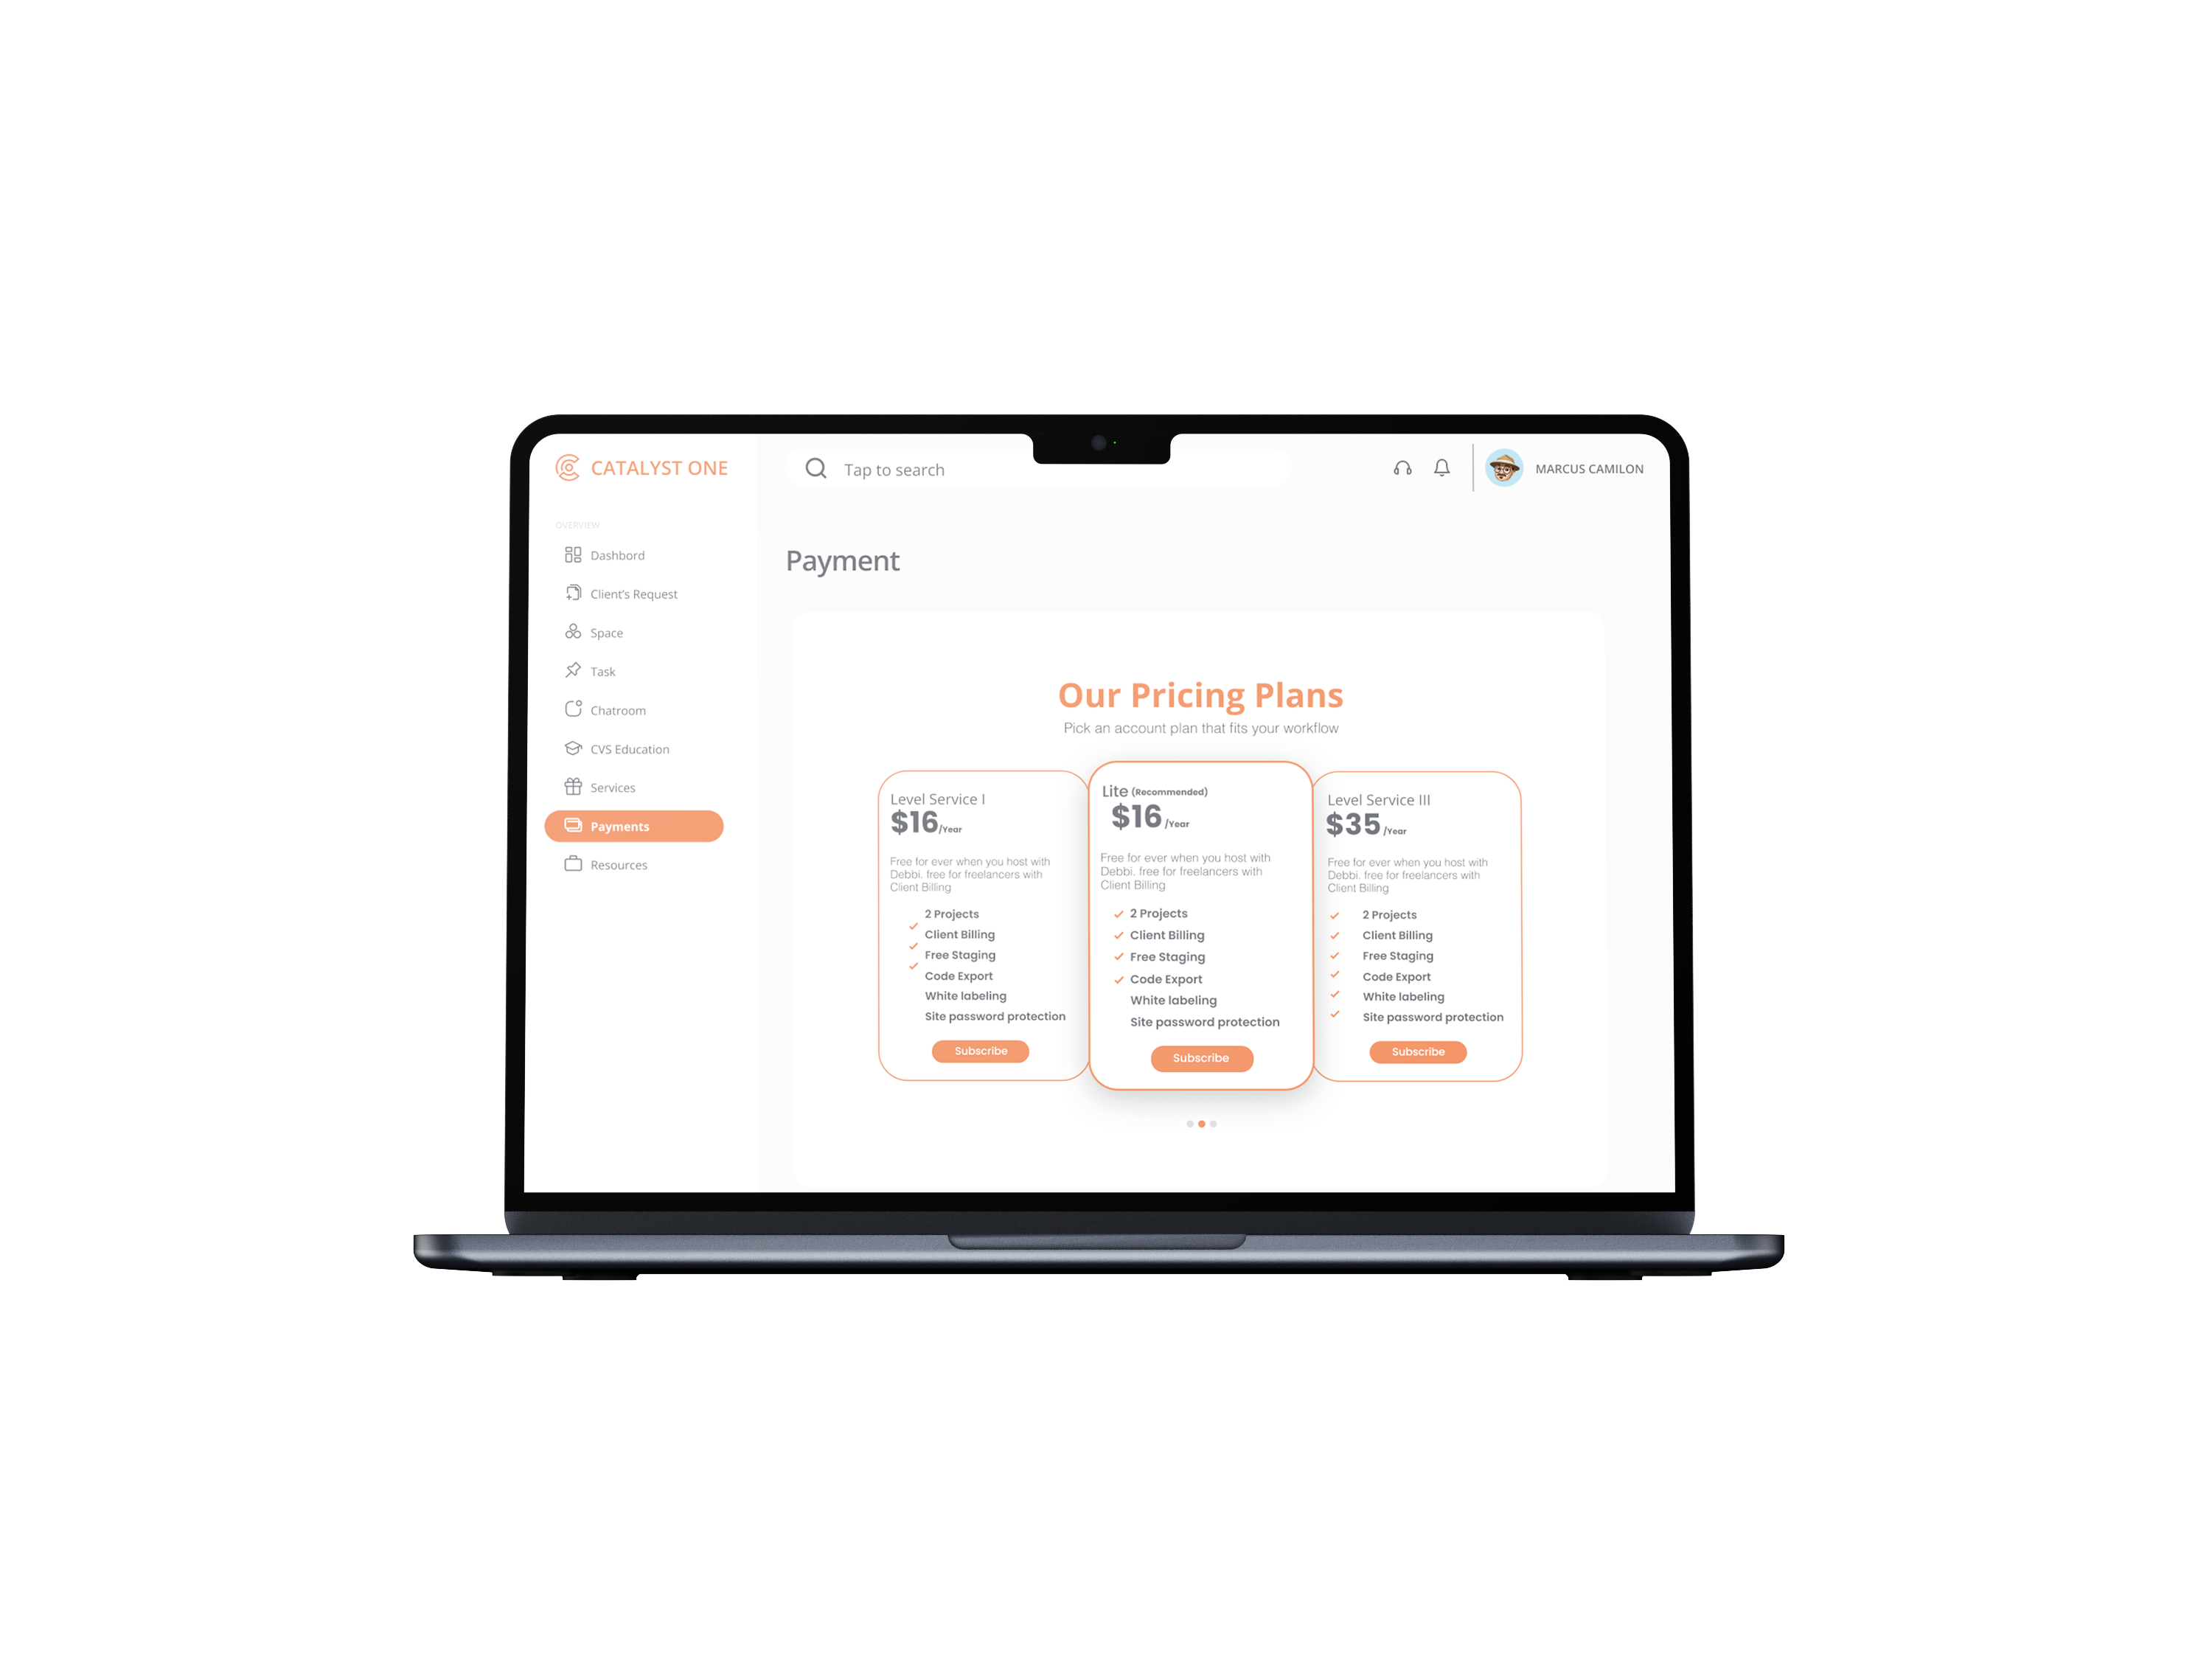 CATALYST ONE
Tap to search
MARCUS CAMILON
OVERVIEW
Dashbord
Client's Request
Space
Task
Chatroom
CVS Education
Services
Payments
Resources
Payment
Our Pricing Plans
Pick an account plan that fits your workflow
Level Service I
$16/Year
Free for ever when you host with
Debbi. free for freelancers with
Client Billing
2 Projects
Client Billing
Free Staging
Code Export
White labeling
Site password protection
Subscribe
Lite (Recommended)
$16 /Year
Free for ever when you host with
Debbi. free for freelancers with
Client Billing
2 Projects
Client Billing
Free Staging
Code Export
White labeling
Site password protection
Subscribe
Level Service III
$35 /Year
Free for ever when you host with
Debbi. free for freelancers with
Client Billing
2 Projects
Client Billing
Free Staging
Code Export
White labeling
Site password protection
Subscribe